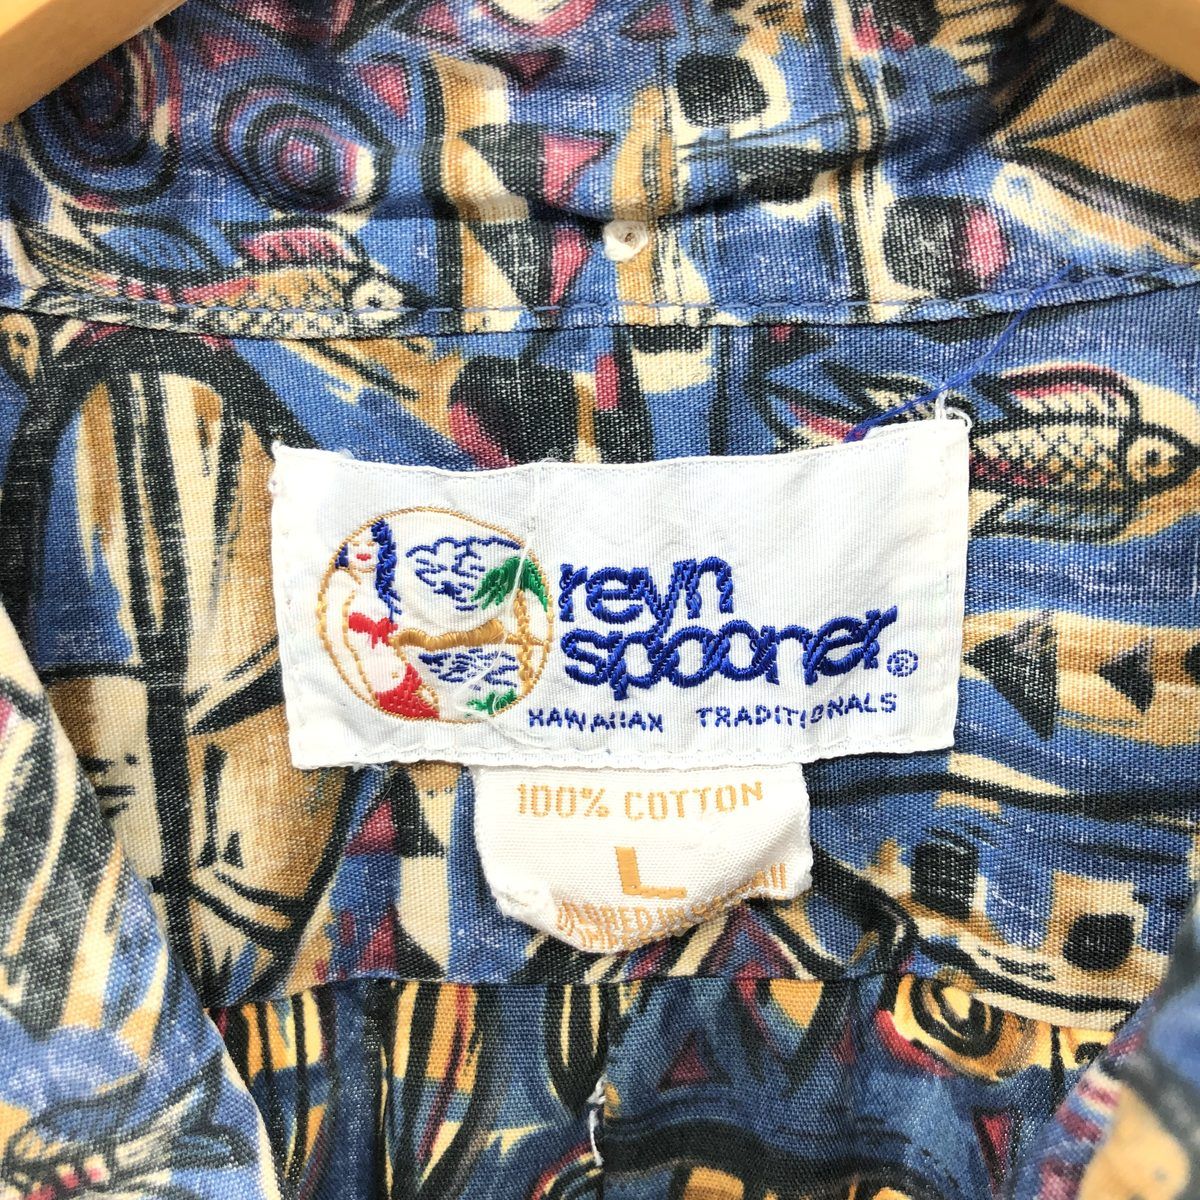 reyn
spooner®
HAWAIIAN TRADITIONALS
100% COTTON
L